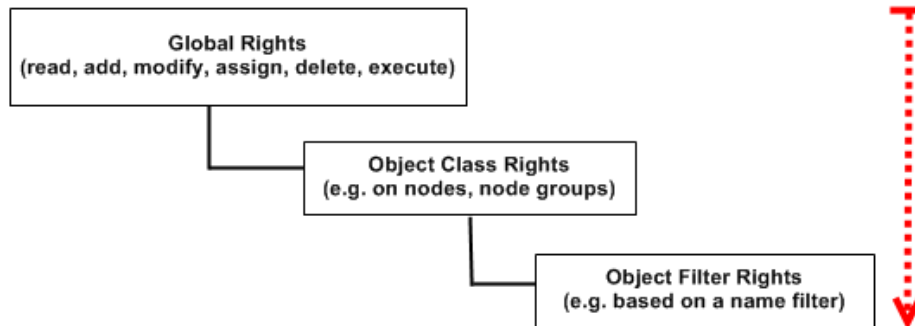 Global Rights
(read, add, modify, assign, delete, execute)
Object Class Rights
(e.g. on nodes, node groups)
Object Filter Rights
(e.g. based on a name filter)